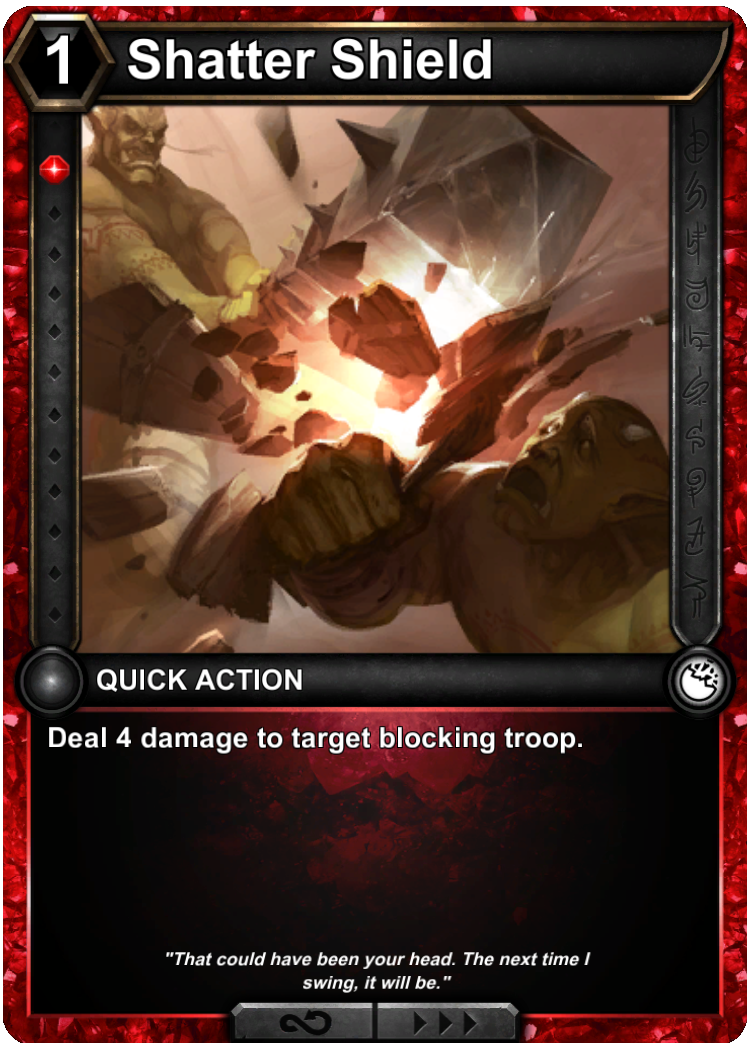 1
Shatter Shield
QUICK ACTION
Deal 4 damage to target blocking troop.
"That could have been your head. The next time I
swing, it will be."